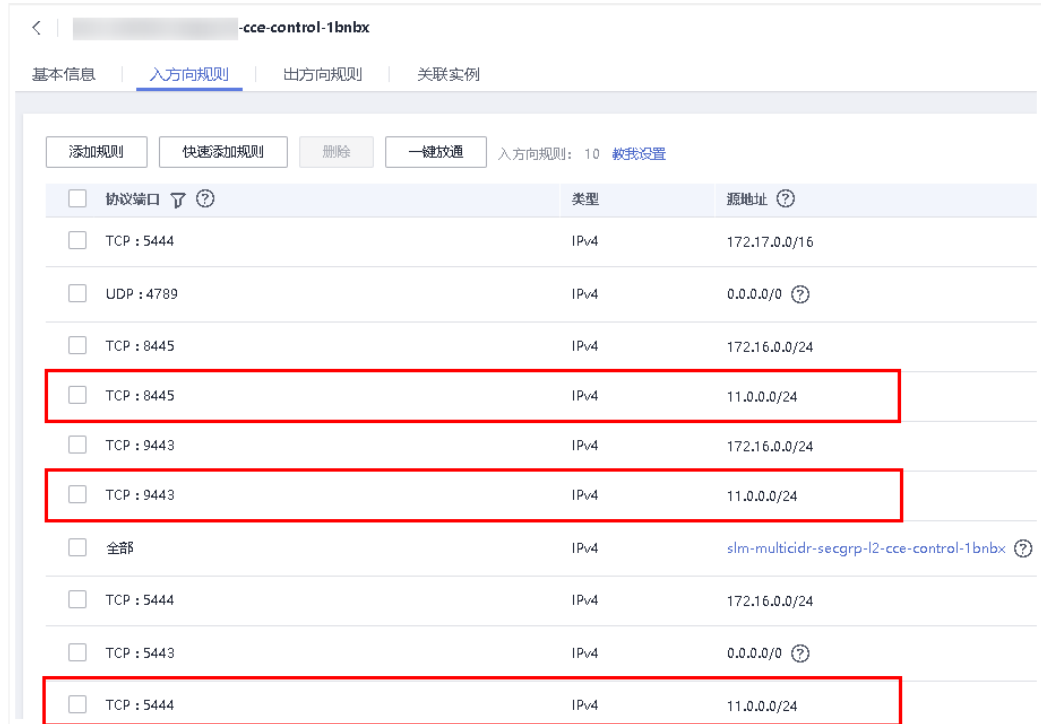 -cce-control-1bnbx
基本信息 入方向规则 出方向规则 关联实例
添加规则 快速添加规则 删除 一键放通 入方向规则： 10 教我设置
协议端口 类型 源地址
TCP : 5444 IPv4 172.17.0.0/16
UDP : 4789 IPv4 0.0.0.0/0
TCP : 8445 IPv4 172.16.0.0/24
TCP : 8445 IPv4 11.0.0.0/24
TCP : 9443 IPv4 172.16.0.0/24
TCP : 9443 IPv4 11.0.0.0/24
全部 IPv4 slm-multicidr-secgrp-l2-cce-control-1bnbx
TCP : 5444 IPv4 172.16.0.0/24
TCP : 5443 IPv4 0.0.0.0/0
TCP : 5444 IPv4 11.0.0.0/24